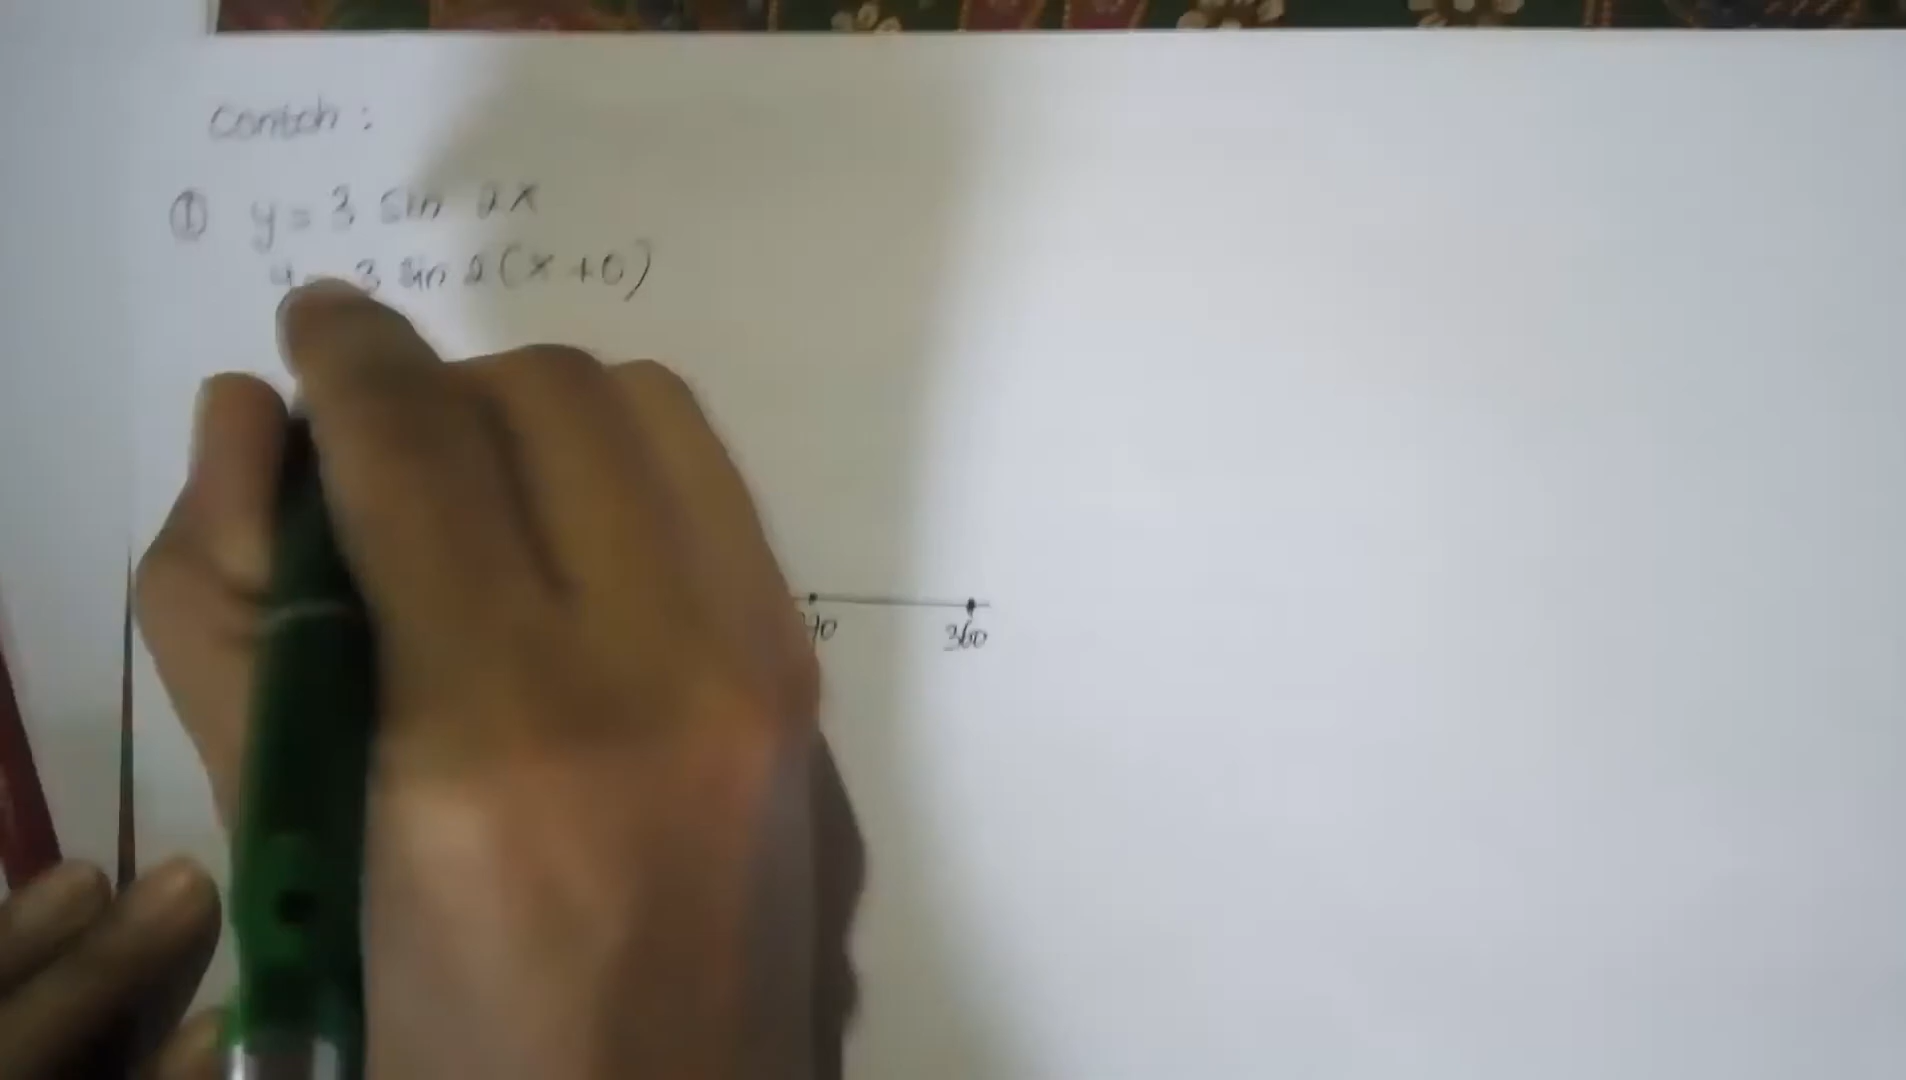 Contoh :
① y = 3 sin 2x
y = 3 sin 2(x+0)
360